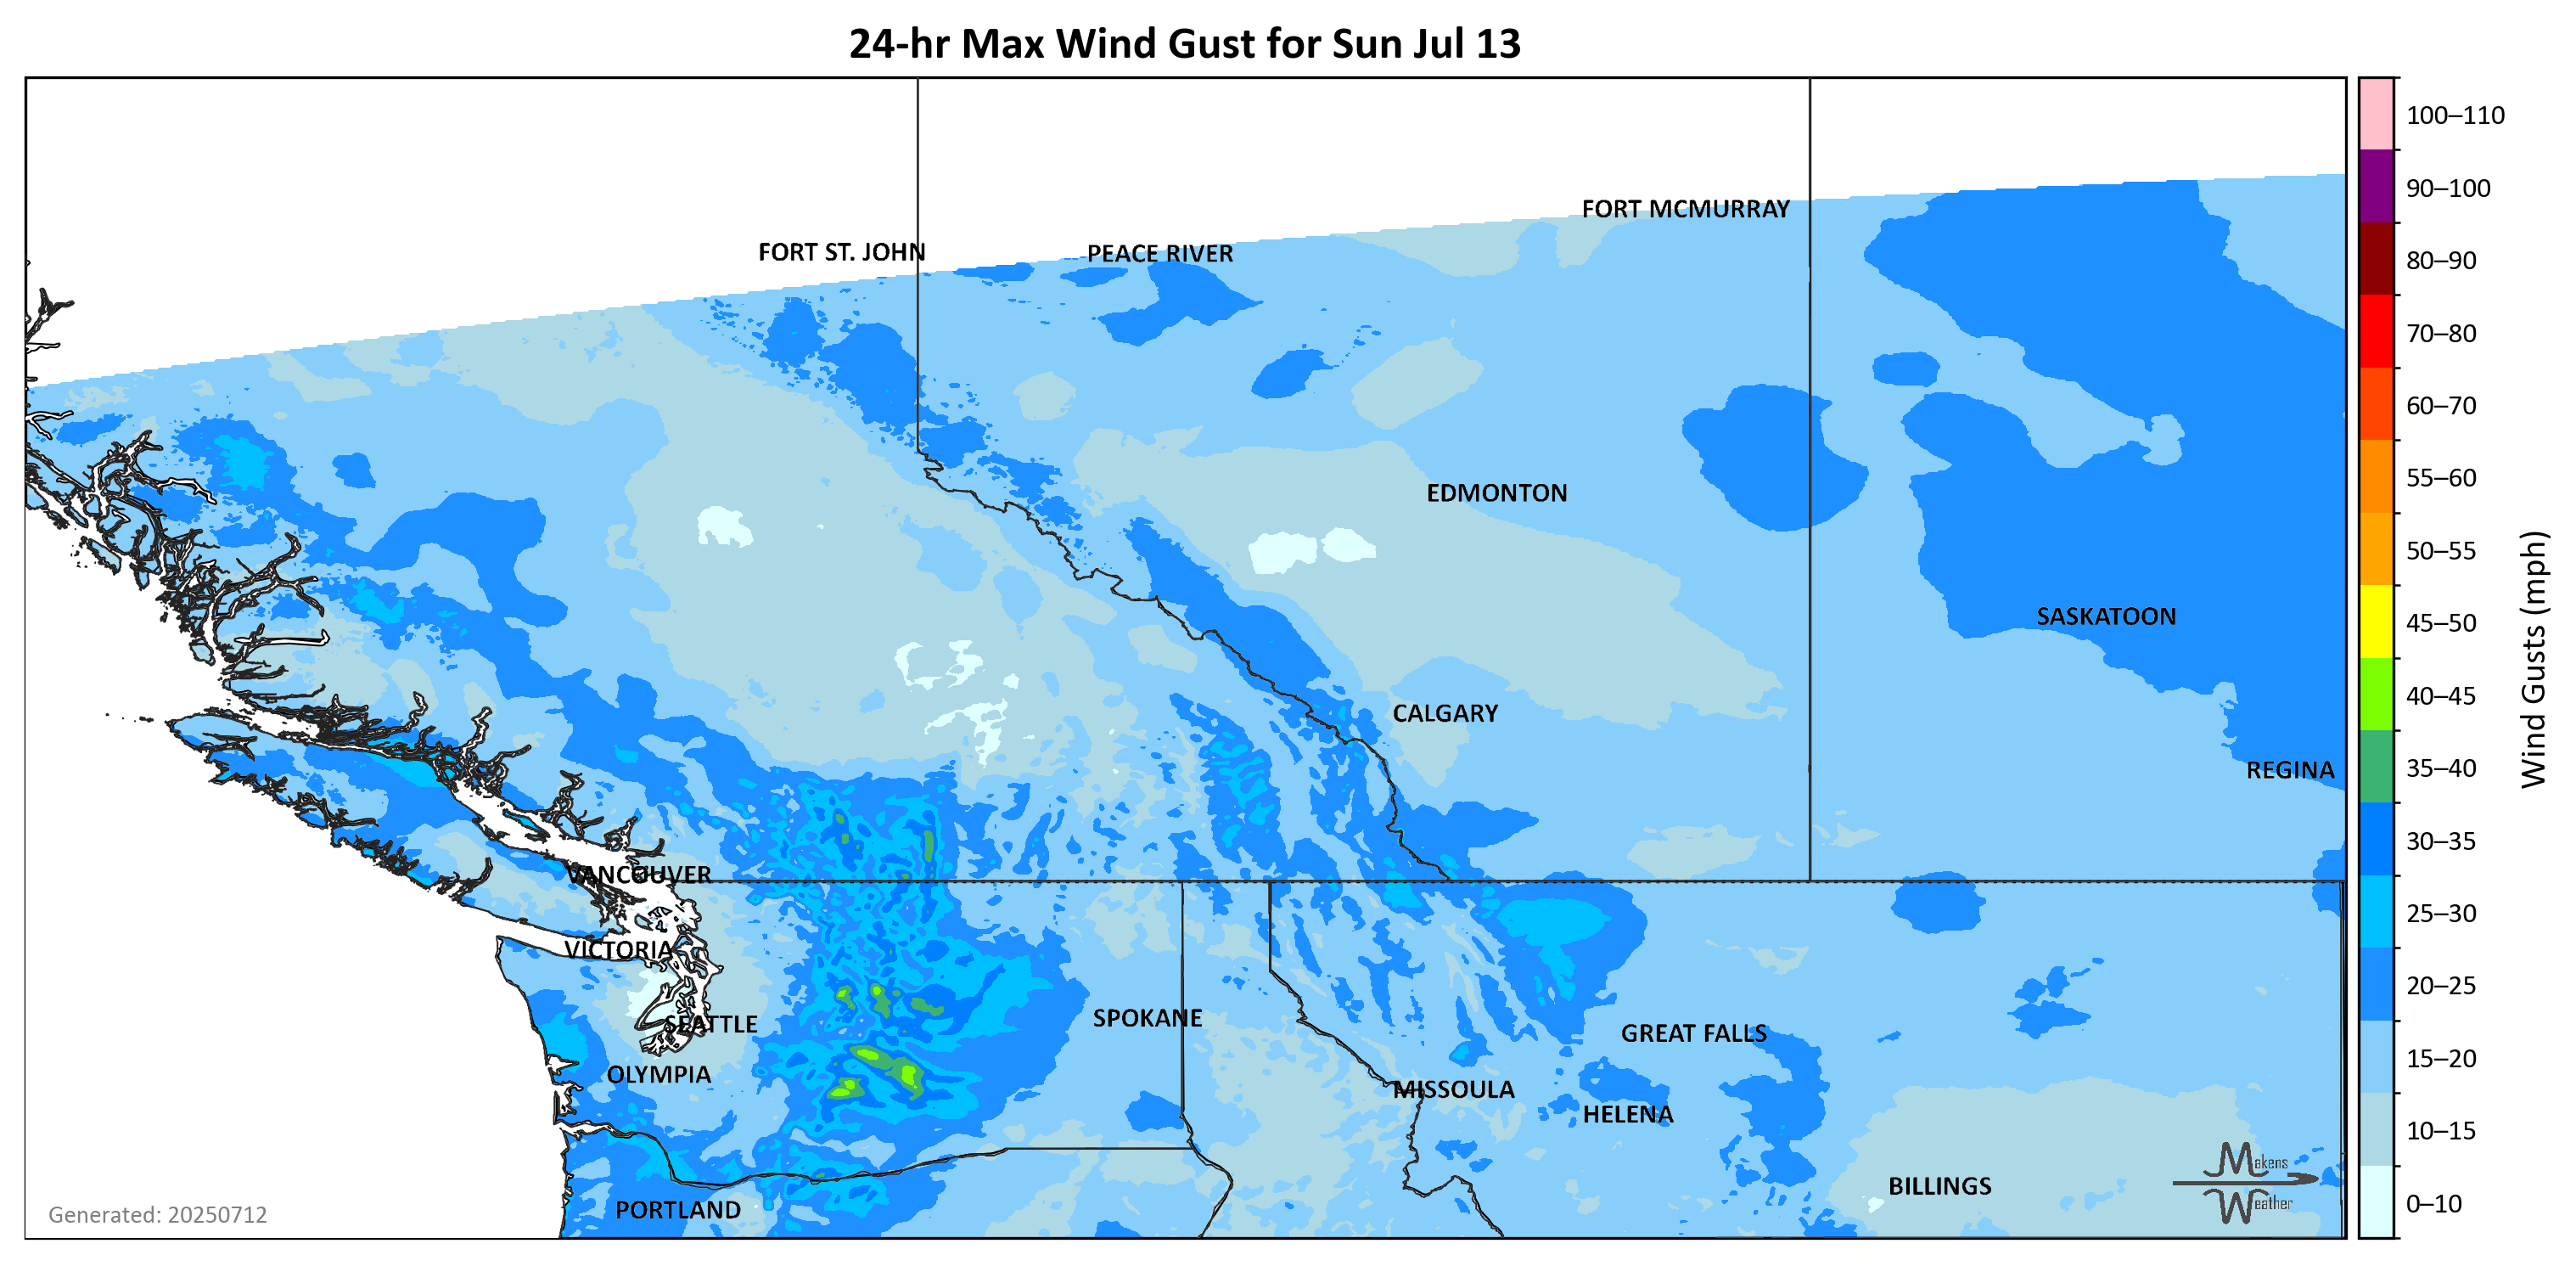 24-hr Max Wind Gust for Sun Jul 13
100–110
90–100
80–90
70–80
60–70
55–60
50–55
45–50
40–45
35–40
30–35
25–30
20–25
15–20
10–15
0–10
Wind Gusts (mph)
FORT MCMURRAY
FORT ST. JOHN
PEACE RIVER
EDMONTON
SASKATOON
CALGARY
REGINA
VANCOUVER
VICTORIA
SPOKANE
SEATTLE
GREAT FALLS
OLYMPIA
MISSOULA
HELENA
BILLINGS
PORTLAND
Makens
Weather
Generated: 20250712